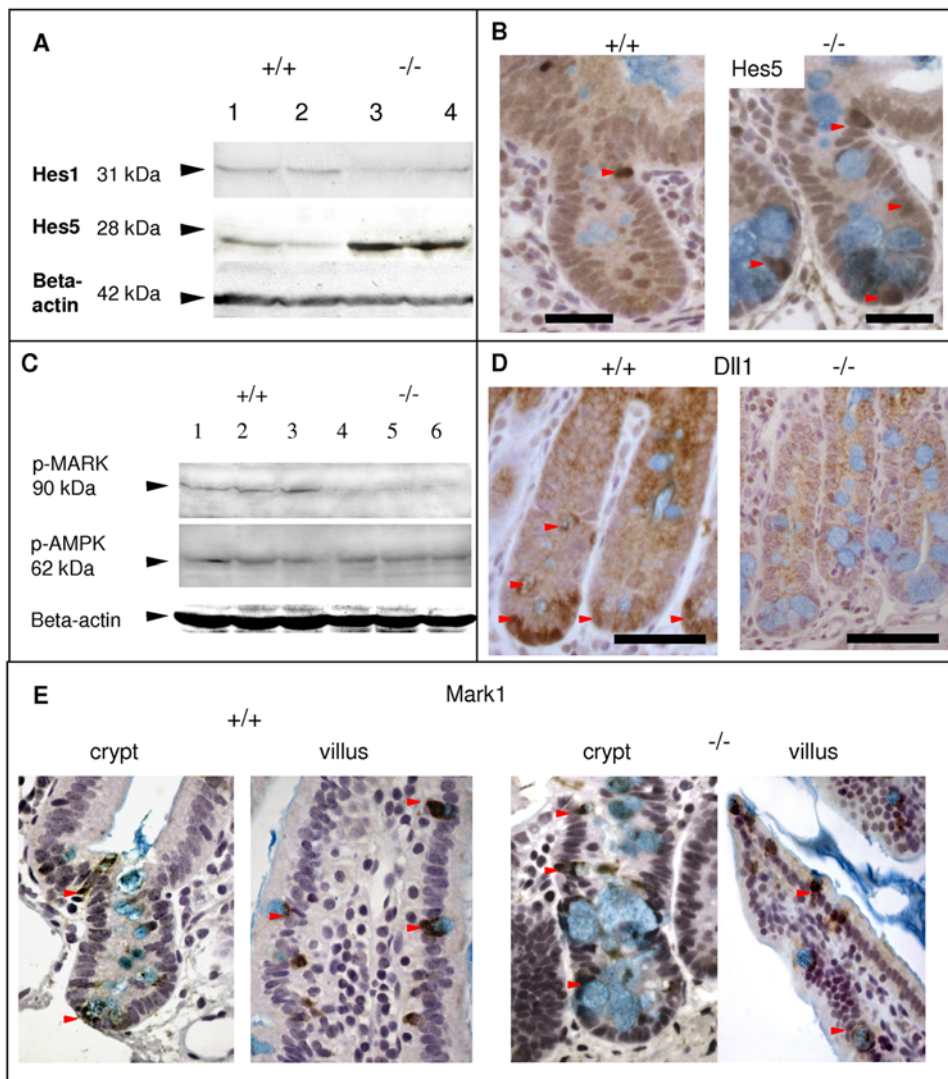 A
+/+ -/-
1 2 3 4
Hes1 31 kDa
Hes5 28 kDa
Beta-
actin 42 kDa
B
+/+ -/-
Hes5
C
+/+ -/-
1 2 3 4 5 6
p-MARK
90 kDa
p-AMPK
62 kDa
Beta-actin
D
+/+ Dll1 -/-
E
Mark1
+/+ -/-
crypt villus crypt villus